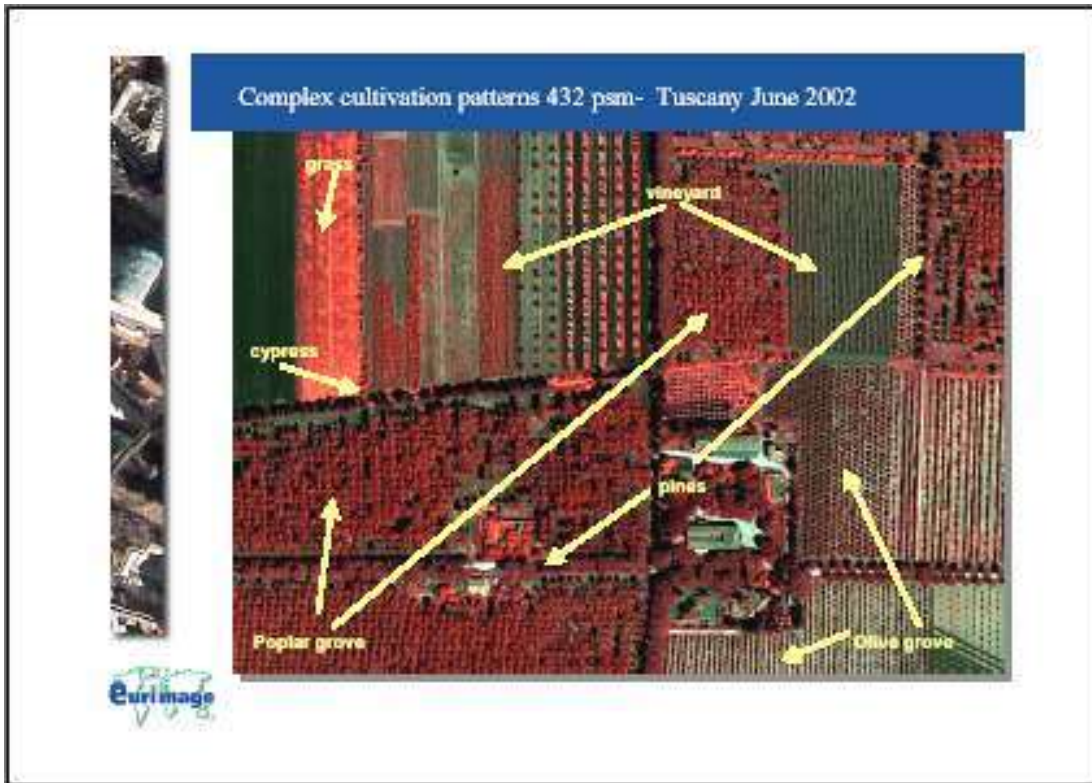 Complex cultivation patterns 432 psm- Tuscany June 2002
grass
vineyard
cypress
pines
Poplar grove
Olive grove
eurimage